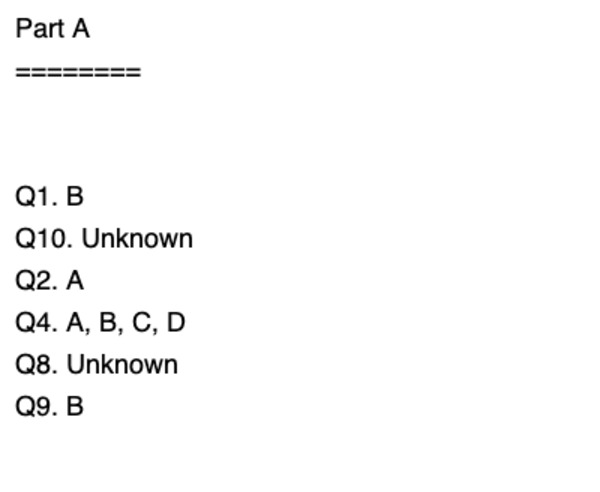 Part A
========
Q1. B
Q10. Unknown
Q2. A
Q4. A, B, C, D
Q8. Unknown
Q9. B